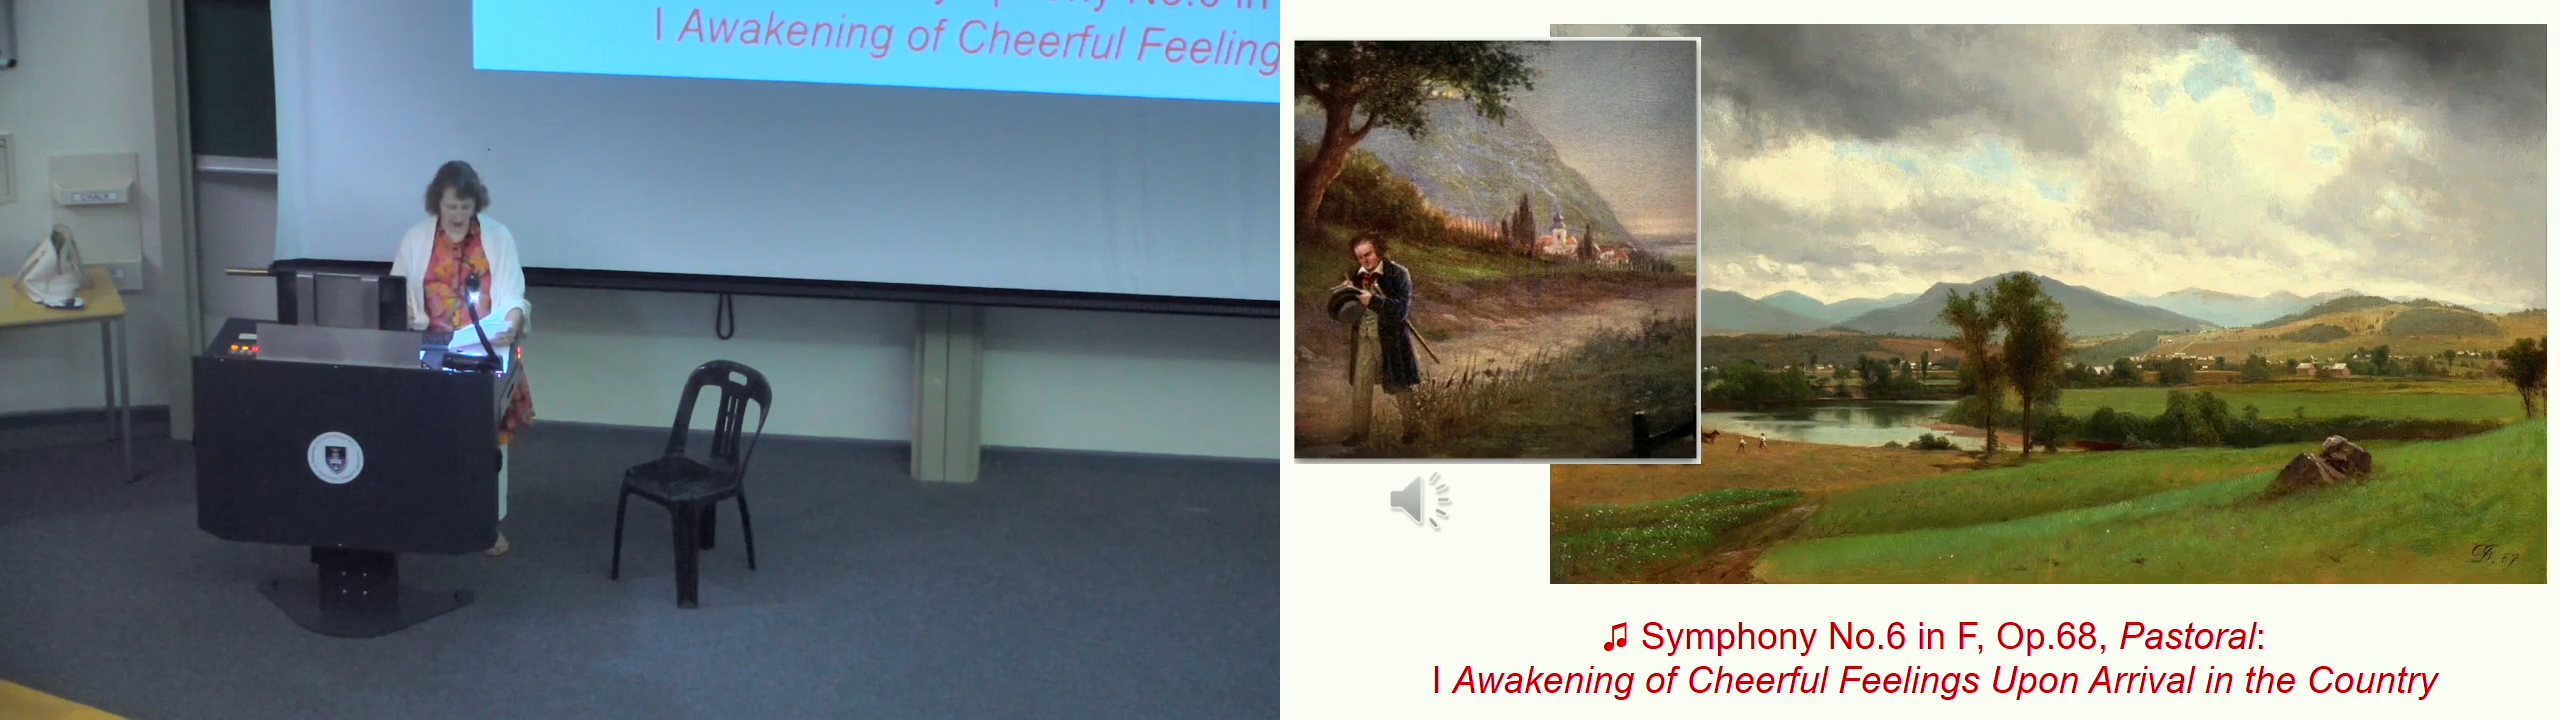 CHALK
I Awakening of Cheerful Feeling
♫ Symphony No.6 in F, Op.68, Pastoral:
I Awakening of Cheerful Feelings Upon Arrival in the Country